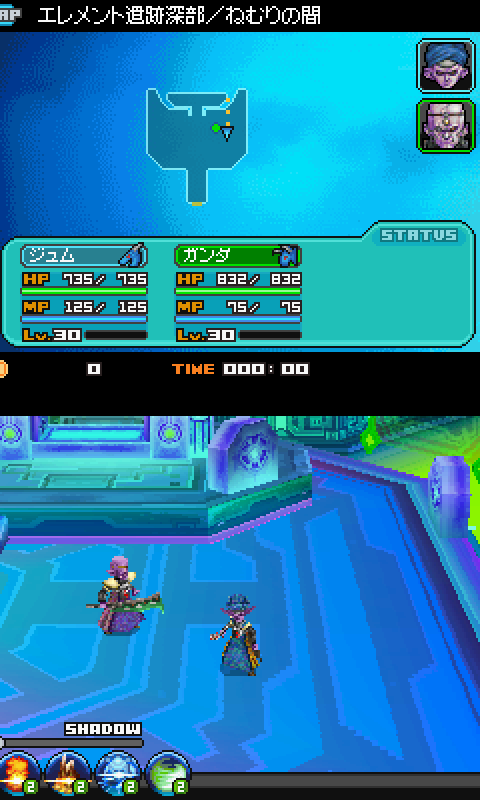 AP エレメント遺跡深部／ねむりの間
STATUS
ジュム ガンダ
HP 735/735 HP 832/832
MP 125/125 MP 75/75
Lv.30 Lv.30
0 TIME 000:00
SHADOW
2 2 2 2